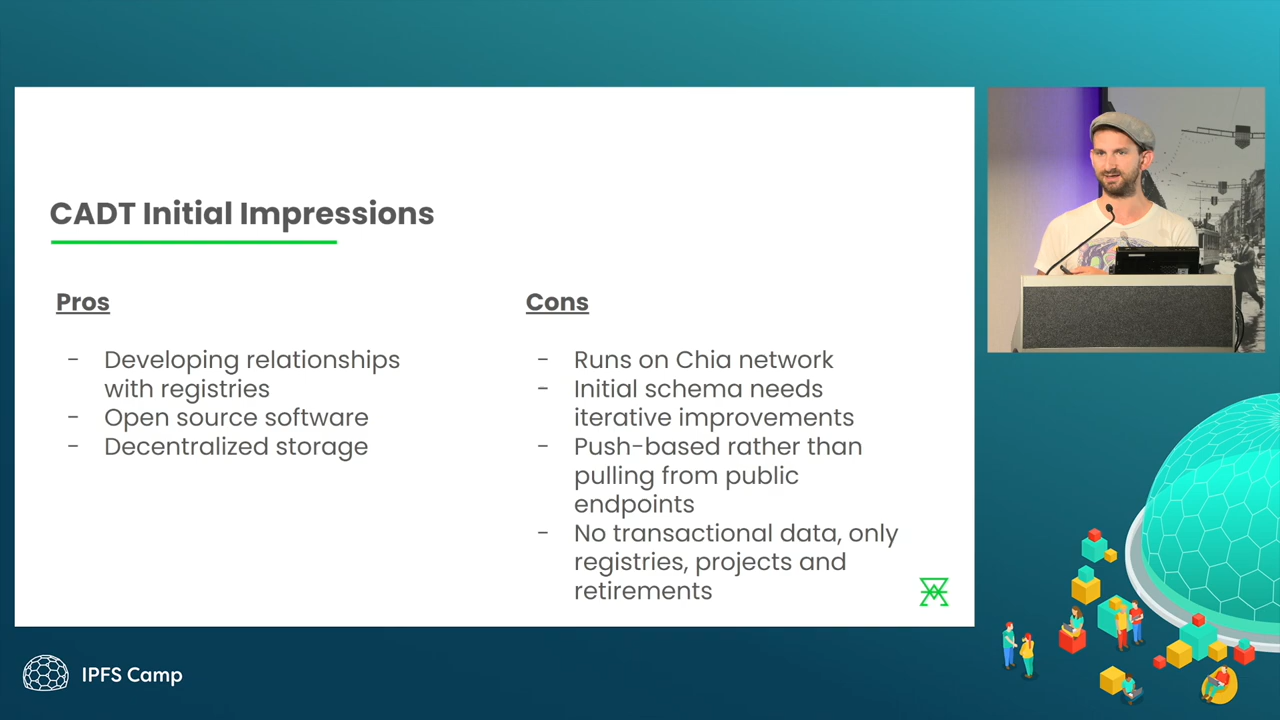 CADT Initial Impressions
Pros
- Developing relationships
with registries
- Open source software
- Decentralized storage
Cons
- Runs on Chia network
- Initial schema needs
iterative improvements
- Push-based rather than
pulling from public
endpoints
- No transactional data, only
registries, projects and
retirements
IPFS Camp